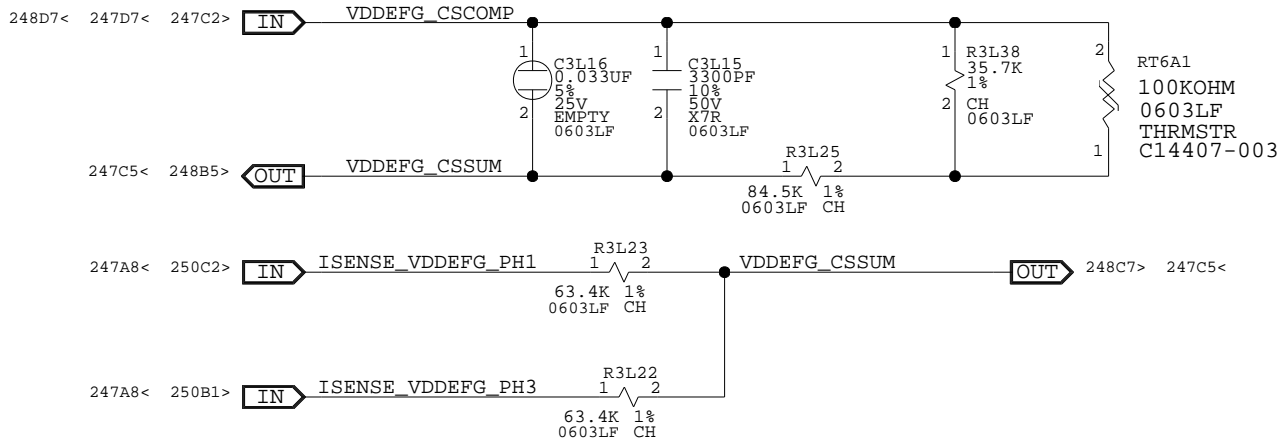 248D7< 247D7< 247C2> IN VDDEFG_CSCOMP
1
C3L16
0.033UF
5%
25V
EMPTY
0603LF
2
1
C3L15
3300PF
10%
50V
X7R
0603LF
2
1 R3L38
35.7K
1%
2 CH
0603LF
2
RT6A1
100KOHM
0603LF
THRMSTR
C14407-003
1
247C5< 248B5> OUT VDDEFG_CSSUM
R3L25
1 2
84.5K 1%
0603LF CH
247A8< 250C2> IN ISENSE_VDDEFG_PH1
R3L23
1 2
63.4K 1%
0603LF CH
VDDEFG_CSSUM OUT 248C7> 247C5<
247A8< 250B1> IN ISENSE_VDDEFG_PH3
R3L22
1 2
63.4K 1%
0603LF CH